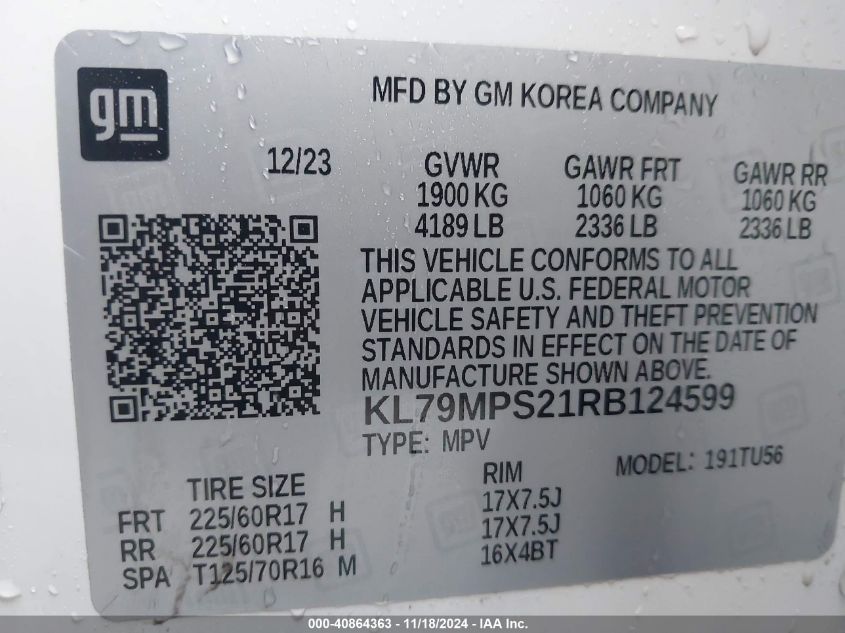 gm
MFD BY GM KOREA COMPANY
12/23 GVWR GAWR FRT GAWR RR
1900 KG 1060 KG 1060 KG
4189 LB 2336 LB 2336 LB
THIS VEHICLE CONFORMS TO ALL
APPLICABLE U.S. FEDERAL MOTOR
VEHICLE SAFETY AND THEFT PREVENTION
STANDARDS IN EFFECT ON THE DATE OF
MANUFACTURE SHOWN ABOVE.
KL79MPS21RB124599
TYPE: MPV MODEL: 191TU56
TIRE SIZE RIM
FRT 225/60R17 H 17X7.5J
RR 225/60R17 H 17X7.5J
SPA T125/70R16 M 16X4BT
000-40864363 - 11/18/2024 - IAA Inc.